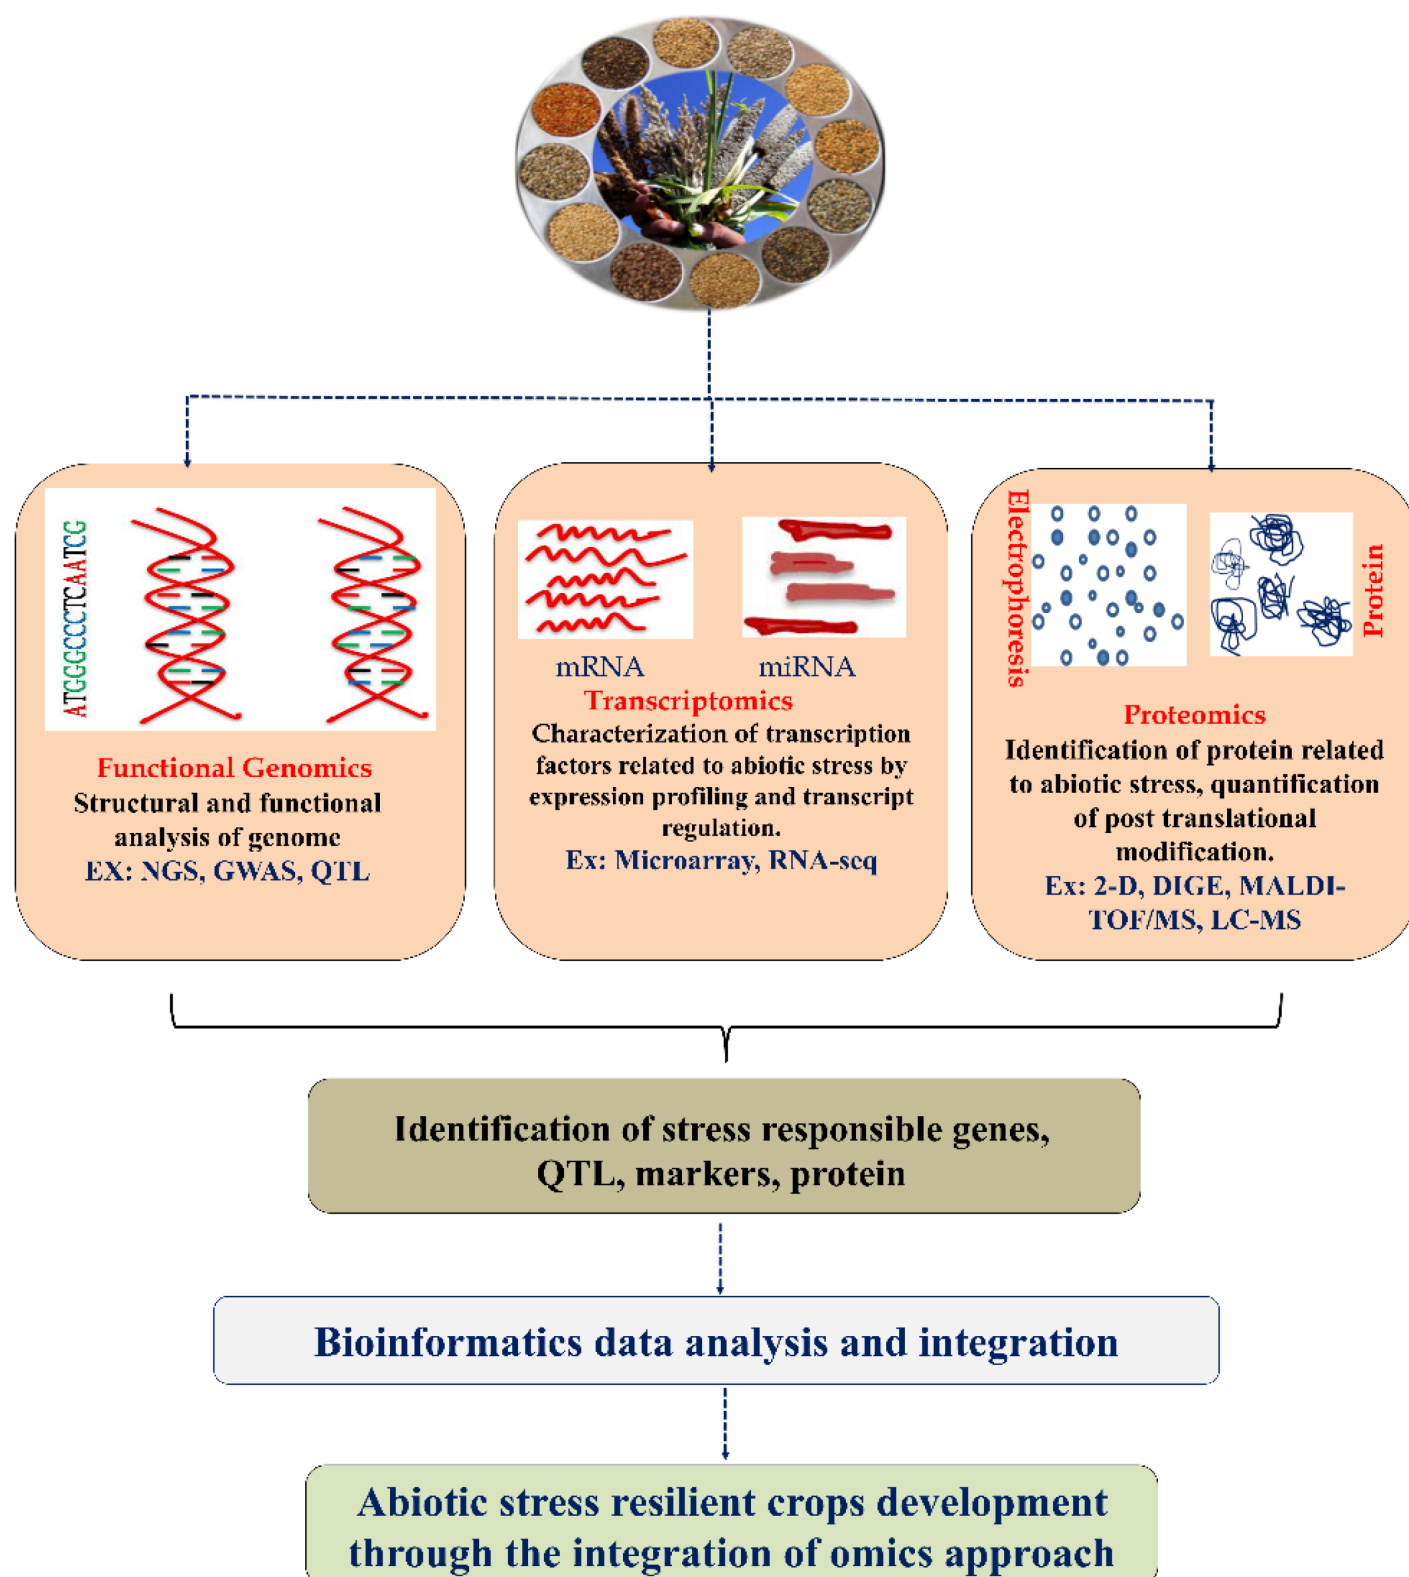 ATGGGCCCTCAATCG
Functional Genomics
Structural and functional
analysis of genome
EX: NGS, GWAS, QTL
mRNA
miRNA
Transcriptomics
Characterization of transcription
factors related to abiotic stress by
expression profiling and transcript
regulation.
Ex: Microarray, RNA-seq
Electrophoresis
Protein
Proteomics
Identification of protein related
to abiotic stress, quantification
of post translational
modification.
Ex: 2-D, DIGE, MALDI-
TOF/MS, LC-MS
Identification of stress responsible genes,
QTL, markers, protein
Bioinformatics data analysis and integration
Abiotic stress resilient crops development
through the integration of omics approach